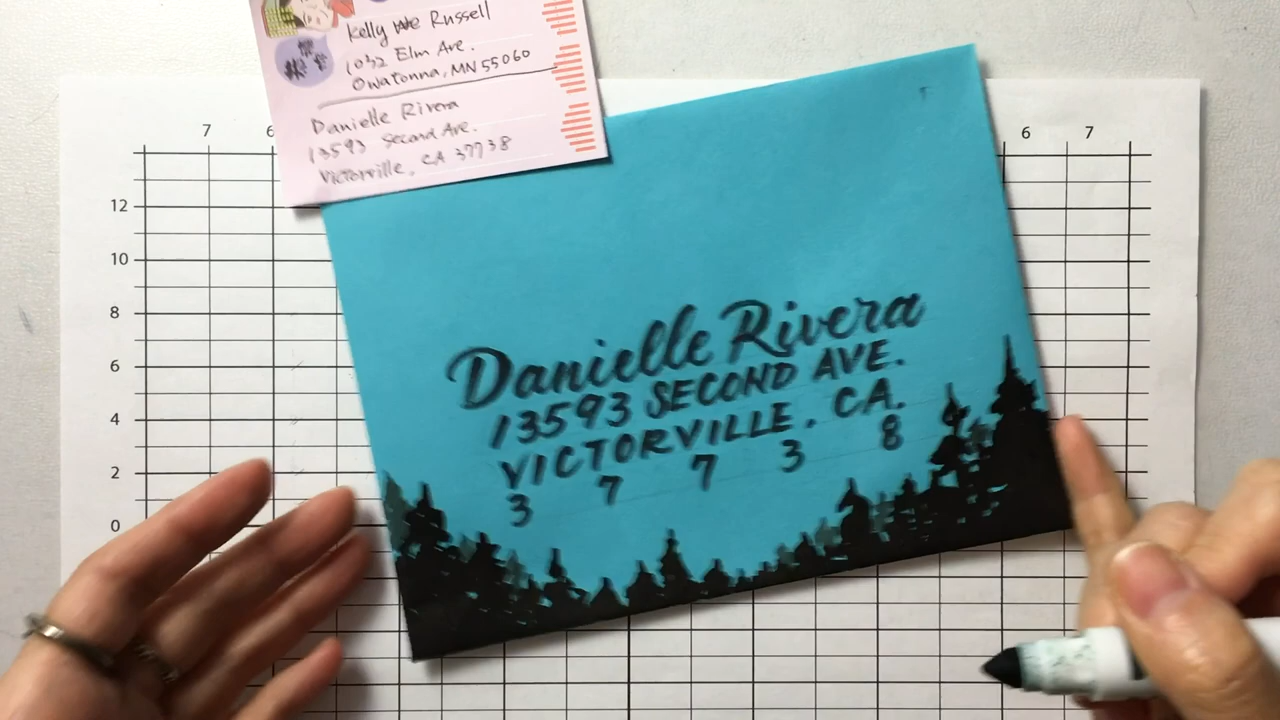 Kelly We Russell
1032 Elm Ave.
Owatonna, MN 55060
Danielle Rivera
13593 Second Ave.
Victorville, CA 37738
7 6
6 7
12
10
8
6
4
2
0
Danielle Rivera
13593 SECOND AVE.
VICTORVILLE, CA.
3 7 7 3 8